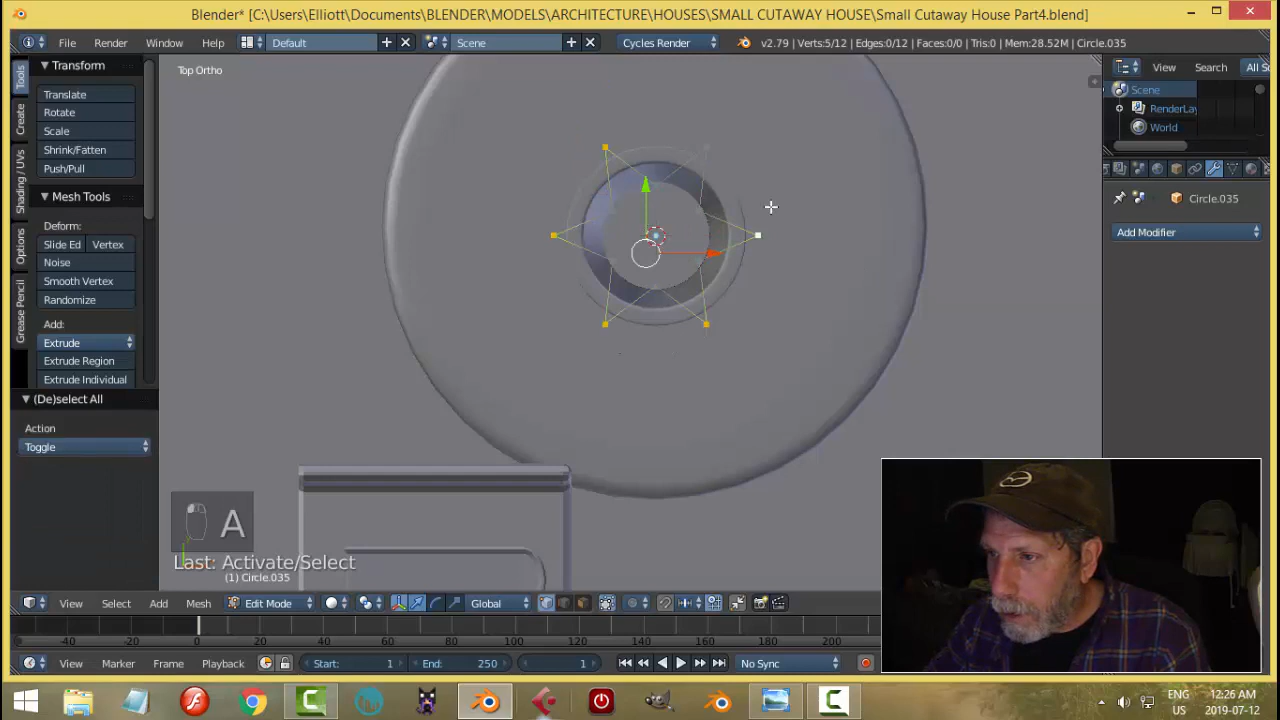 Blender* [C:\Users\Elliott\Documents\BLENDER\MODELS\ARCHITECTURE\HOUSES\SMALL CUTAWAY HOUSE\Small Cutaway House Part4.blend]
File Render Window Help Default Scene Cycles Render v2.79 | Verts:5/12 | Edges:0/12 | Faces:0/0 | Tris:0 | Mem:28.52M | Circle.035
Tools
Create
Shading / UVs
Options
Grease Pencil
Transform
Translate
Rotate
Scale
Shrink/Fatten
Push/Pull
Mesh Tools
Deform:
Slide Ed Vertex
Noise
Smooth Vertex
Randomize
Add:
Extrude
Extrude Region
Extrude Individual
(De)select All
Action
Toggle
Top Ortho
A
Last: Activate/Select
(1) Circle.035
View Search All S
Scene
RenderLay
World
Circle.035
Add Modifier
View Select Add Mesh Edit Mode Global
-40 -20 0 20 40 60 80 100 120 140 160 180 200
View Marker Frame Playback Start: 1 End: 250 1 No Sync
ENG
US
12:26 AM
2019-07-12